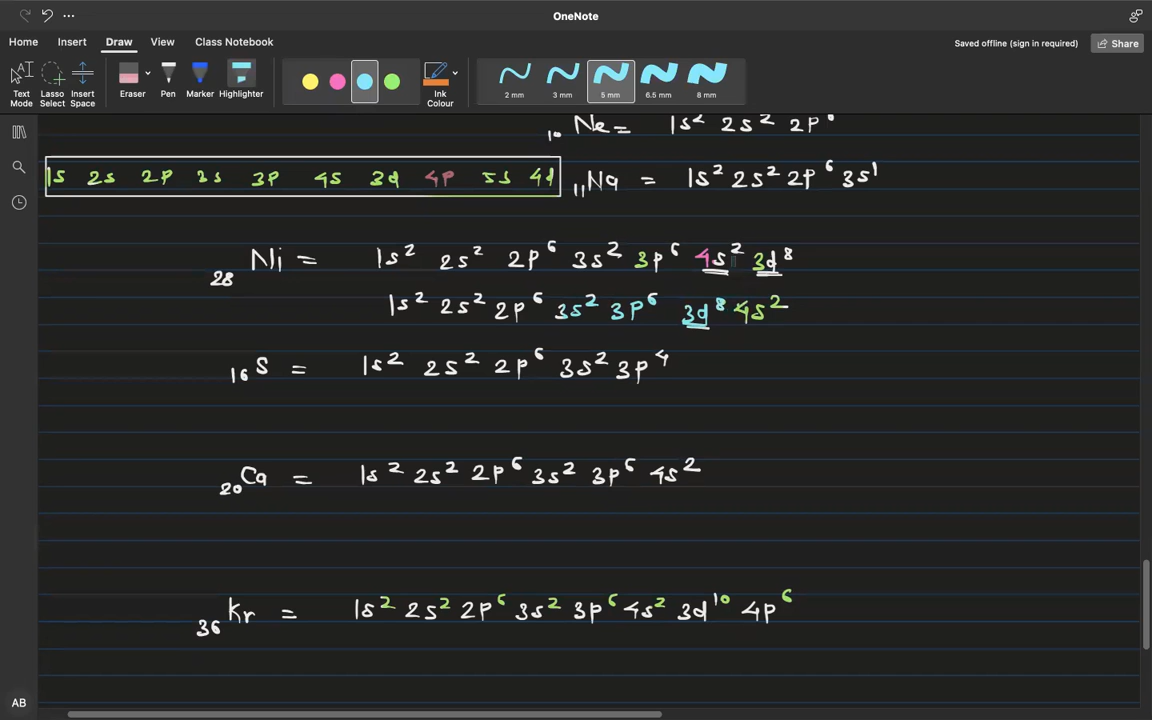 OneNote
Home Insert Draw View Class Notebook
Saved offline (sign in required) Share
Text Mode Lasso Select Insert Space Eraser Pen Marker Highlighter Ink Colour 2 mm 3 mm 5 mm 6.5 mm 8 mm
₁₀Ne = 1s² 2s² 2p⁶
1s 2s 2p 3s 3p 4s 3d 4p 5s 4d
₁₁Na = 1s² 2s² 2p⁶ 3s¹
₂₈Ni = 1s² 2s² 2p⁶ 3s² 3p⁶ 4s² 3d⁸
1s² 2s² 2p⁶ 3s² 3p⁶ 3d⁸ 4s²
₁₆S = 1s² 2s² 2p⁶ 3s² 3p⁴
₂₀Ca = 1s² 2s² 2p⁶ 3s² 3p⁶ 4s²
₃₆Kr = 1s² 2s² 2p⁶ 3s² 3p⁶ 4s² 3d¹⁰ 4p⁶
AB